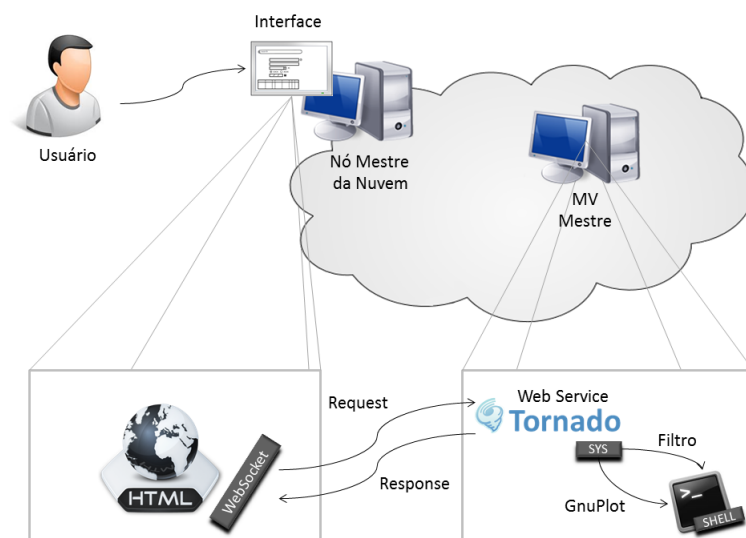 Interface
Usuário
Nó Mestre
da Nuvem
MV
Mestre
HTML
WebSocket
Request
Response
Web Service
Tornado
SYS
Filtro
GnuPlot
>_
SHELL